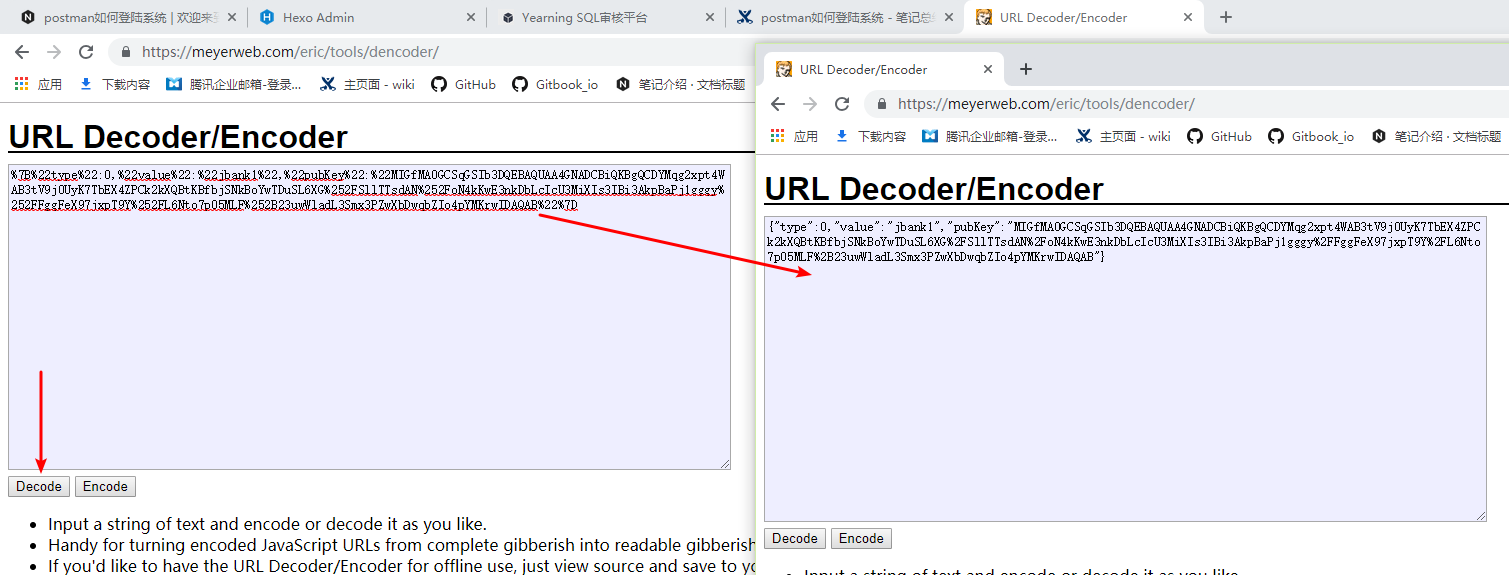 postman如何登陆系统 | 欢迎来
Hexo Admin
Yearning SQL审核平台
postman如何登陆系统 - 笔记总
URL Decoder/Encoder
https://meyerweb.com/eric/tools/dencoder/
应用
下载内容
腾讯企业邮箱-登录...
主页面 - wiki
GitHub
Gitbook_io
笔记介绍 · 文档标题
URL Decoder/Encoder
%7B%22type%22:0,%22value%22:%22jbank1%22,%22pubKey%22:%22MIGfMA0GCSqGSIb3DQEBAQUAA4GNADCBiQKBgQCDYMqg2xpt4W
AB3tV9j0UyK7TbEX4ZPCk2kXQBtKBfbjSNkBoYwTDuSL6XG%252FSllTTsdAN%252FoN4kKwE3nkDbLcIcU3MiXIs3IBi3AkpBaPj1gggy%
252FFggFeX97jxpT9Y%252FL6Nto7p05MLF%252B23uwWladL3Smx3PZwXbDwqbZIo4pYMKrwIDAQAB%22%7D
Decode
Encode
Input a string of text and encode or decode it as you like.
Handy for turning encoded JavaScript URLs from complete gibberish into readable gibberish
If you'd like to have the URL Decoder/Encoder for offline use, just view source and save to yo
URL Decoder/Encoder
https://meyerweb.com/eric/tools/dencoder/
应用
下载内容
腾讯企业邮箱-登录...
主页面 - wiki
GitHub
Gitbook_io
笔记介绍 · 文档标题
URL Decoder/Encoder
{"type":0,"value":"jbank1","pubKey":"MIGfMA0GCSqGSIb3DQEBAQUAA4GNADCBiQKBgQCDYMqg2xpt4WAB3tV9j0UyK7TbEX4ZPC
k2kXQBtKBfbjSNkBoYwTDuSL6XG%2FSllTTsdAN%2FoN4kKwE3nkDbLcIcU3MiXIs3IBi3AkpBaPj1gggy%2FFggFeX97jxpT9Y%2FL6Nto
7p05MLF%2B23uwWladL3Smx3PZwXbDwqbZIo4pYMKrwIDAQAB"}
Decode
Encode
Input a string of text and encode or decode it as you like.